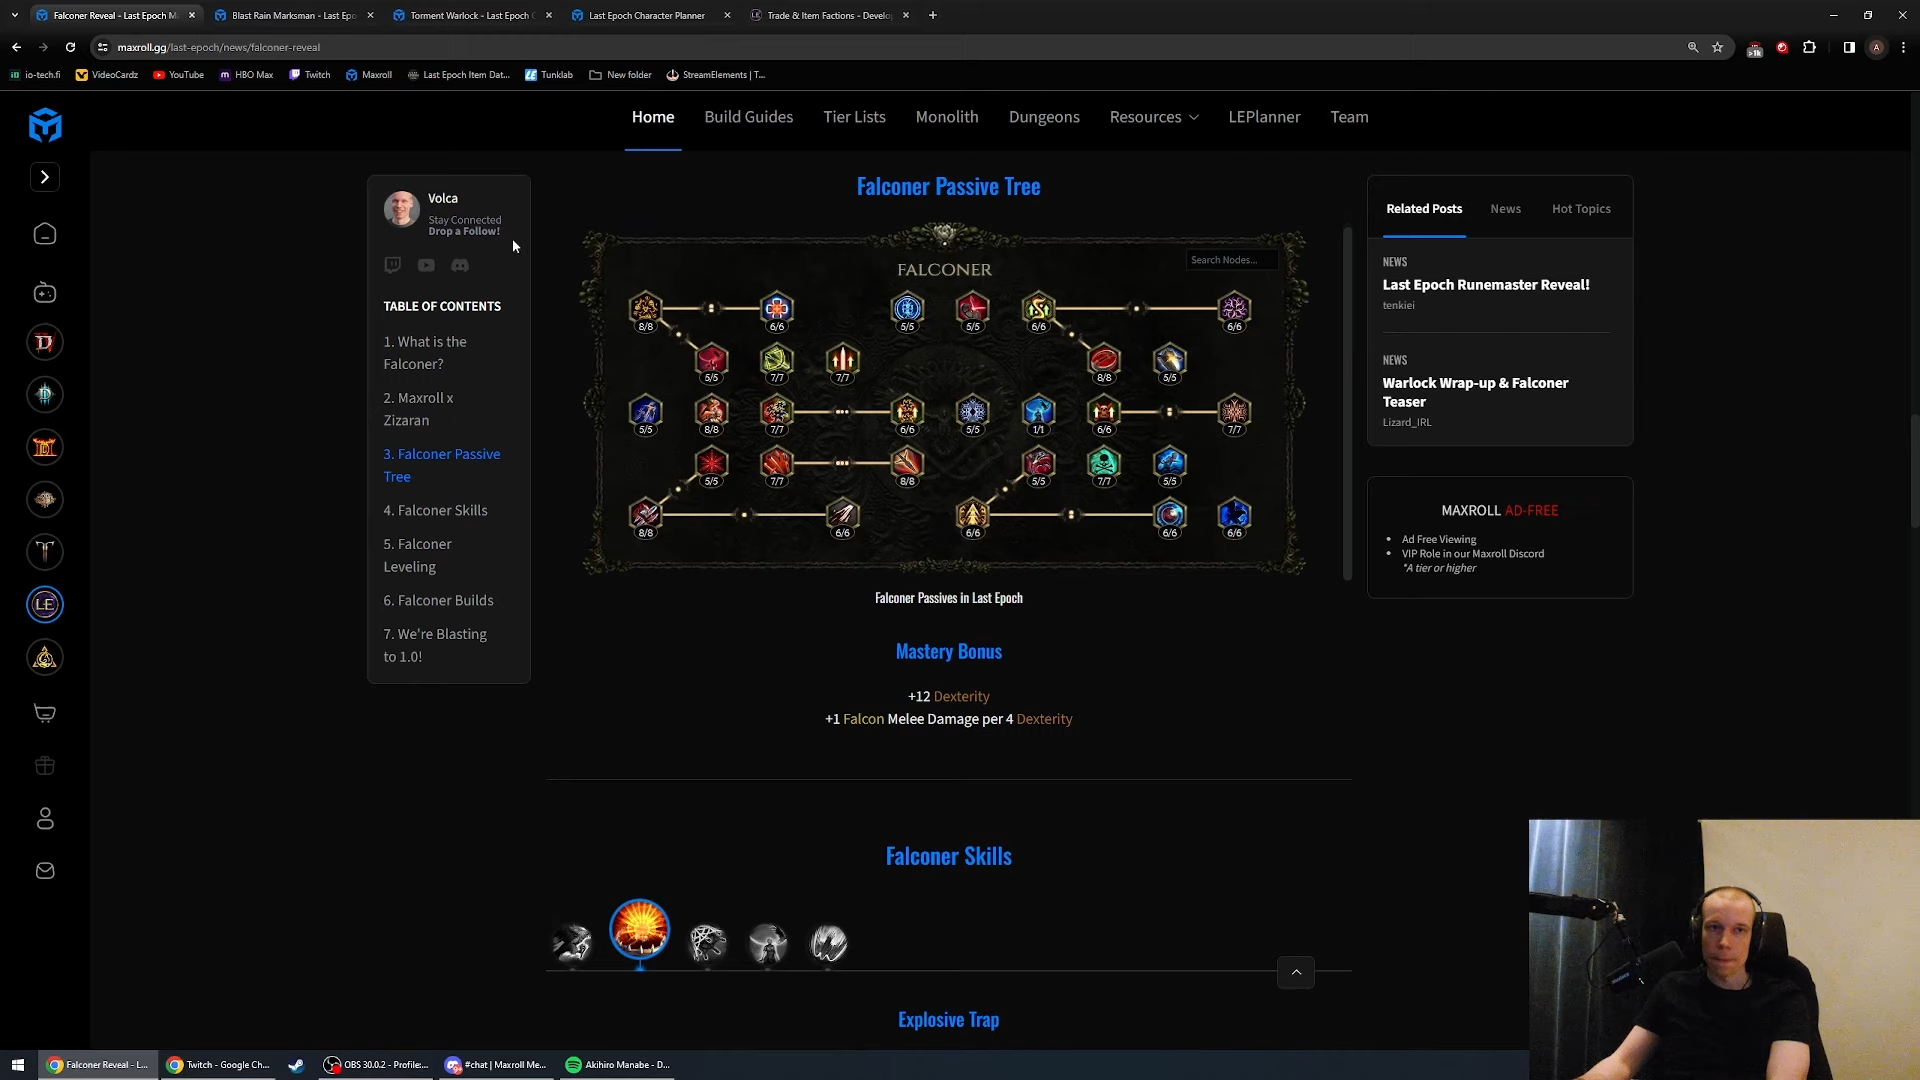 Falconer Reveal - Last Epoch M
Blast Rain Marksman - Last Epo
Torment Warlock - Last Epoch C
Last Epoch Character Planner
Trade & Item Factions - Develo
maxroll.gg/last-epoch/news/falconer-reveal
io-tech.fi
VideoCardz
YouTube
HBO Max
Twitch
Maxroll
Last Epoch Item Dat...
Tunklab
New folder
StreamElements | T...
Home
Build Guides
Tier Lists
Monolith
Dungeons
Resources
LEPlanner
Team
Volca
Stay Connected
Drop a Follow!
TABLE OF CONTENTS
1. What is the
Falconer?
2. Maxroll x
Zizaran
3. Falconer Passive
Tree
4. Falconer Skills
5. Falconer
Leveling
6. Falconer Builds
7. We're Blasting
to 1.0!
Falconer Passive Tree
FALCONER
Search Nodes...
8/8 6/6 5/5 5/5 6/6 6/6
5/5 7/7 7/7 8/8 5/5
5/5 8/8 7/7 6/6 5/5 1/1 6/6 7/7
5/5 7/7 8/8 5/5 7/7 5/5
8/8 6/6 6/6 6/6 6/6
Falconer Passives in Last Epoch
Mastery Bonus
+12 Dexterity
+1 Falcon Melee Damage per 4 Dexterity
Falconer Skills
Explosive Trap
Related Posts
News
Hot Topics
NEWS
Last Epoch Runemaster Reveal!
tenkiei
NEWS
Warlock Wrap-up & Falconer
Teaser
Lizard_IRL
MAXROLL AD-FREE
• Ad Free Viewing
• VIP Role in our Maxroll Discord
*A tier or higher
LE
Falconer Reveal - L...
Twitch - Google Ch...
OBS 30.0.2 - Profile:...
#chat | Maxroll Me...
Akihiro Manabe - D...